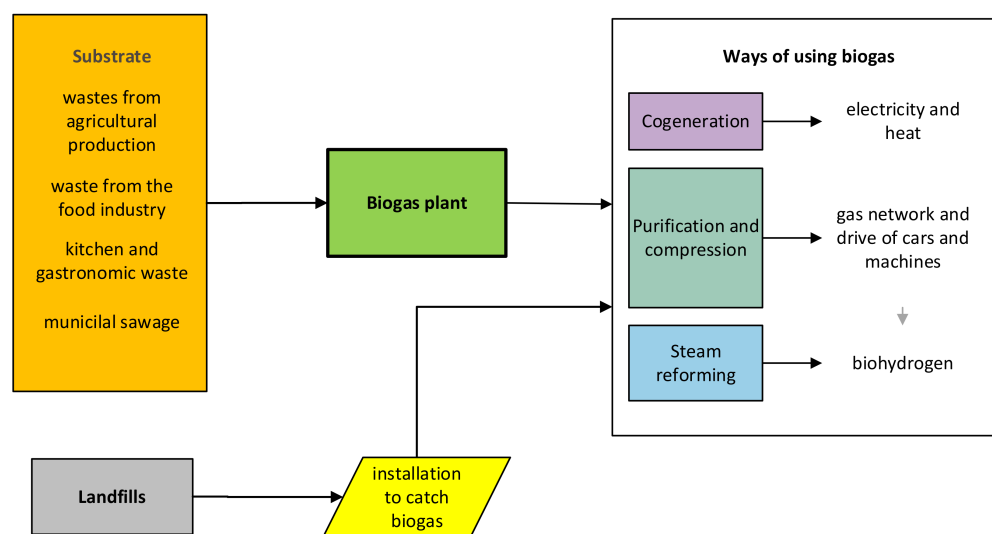 Substrate
wastes from
agricultural
production
waste from the
food industry
kitchen and
gastronomic waste
municilal sawage
Biogas plant
Ways of using biogas
Cogeneration
electricity and
heat
Purification and
compression
gas network and
drive of cars and
machines
Steam
reforming
biohydrogen
Landfills
installation
to catch
biogas